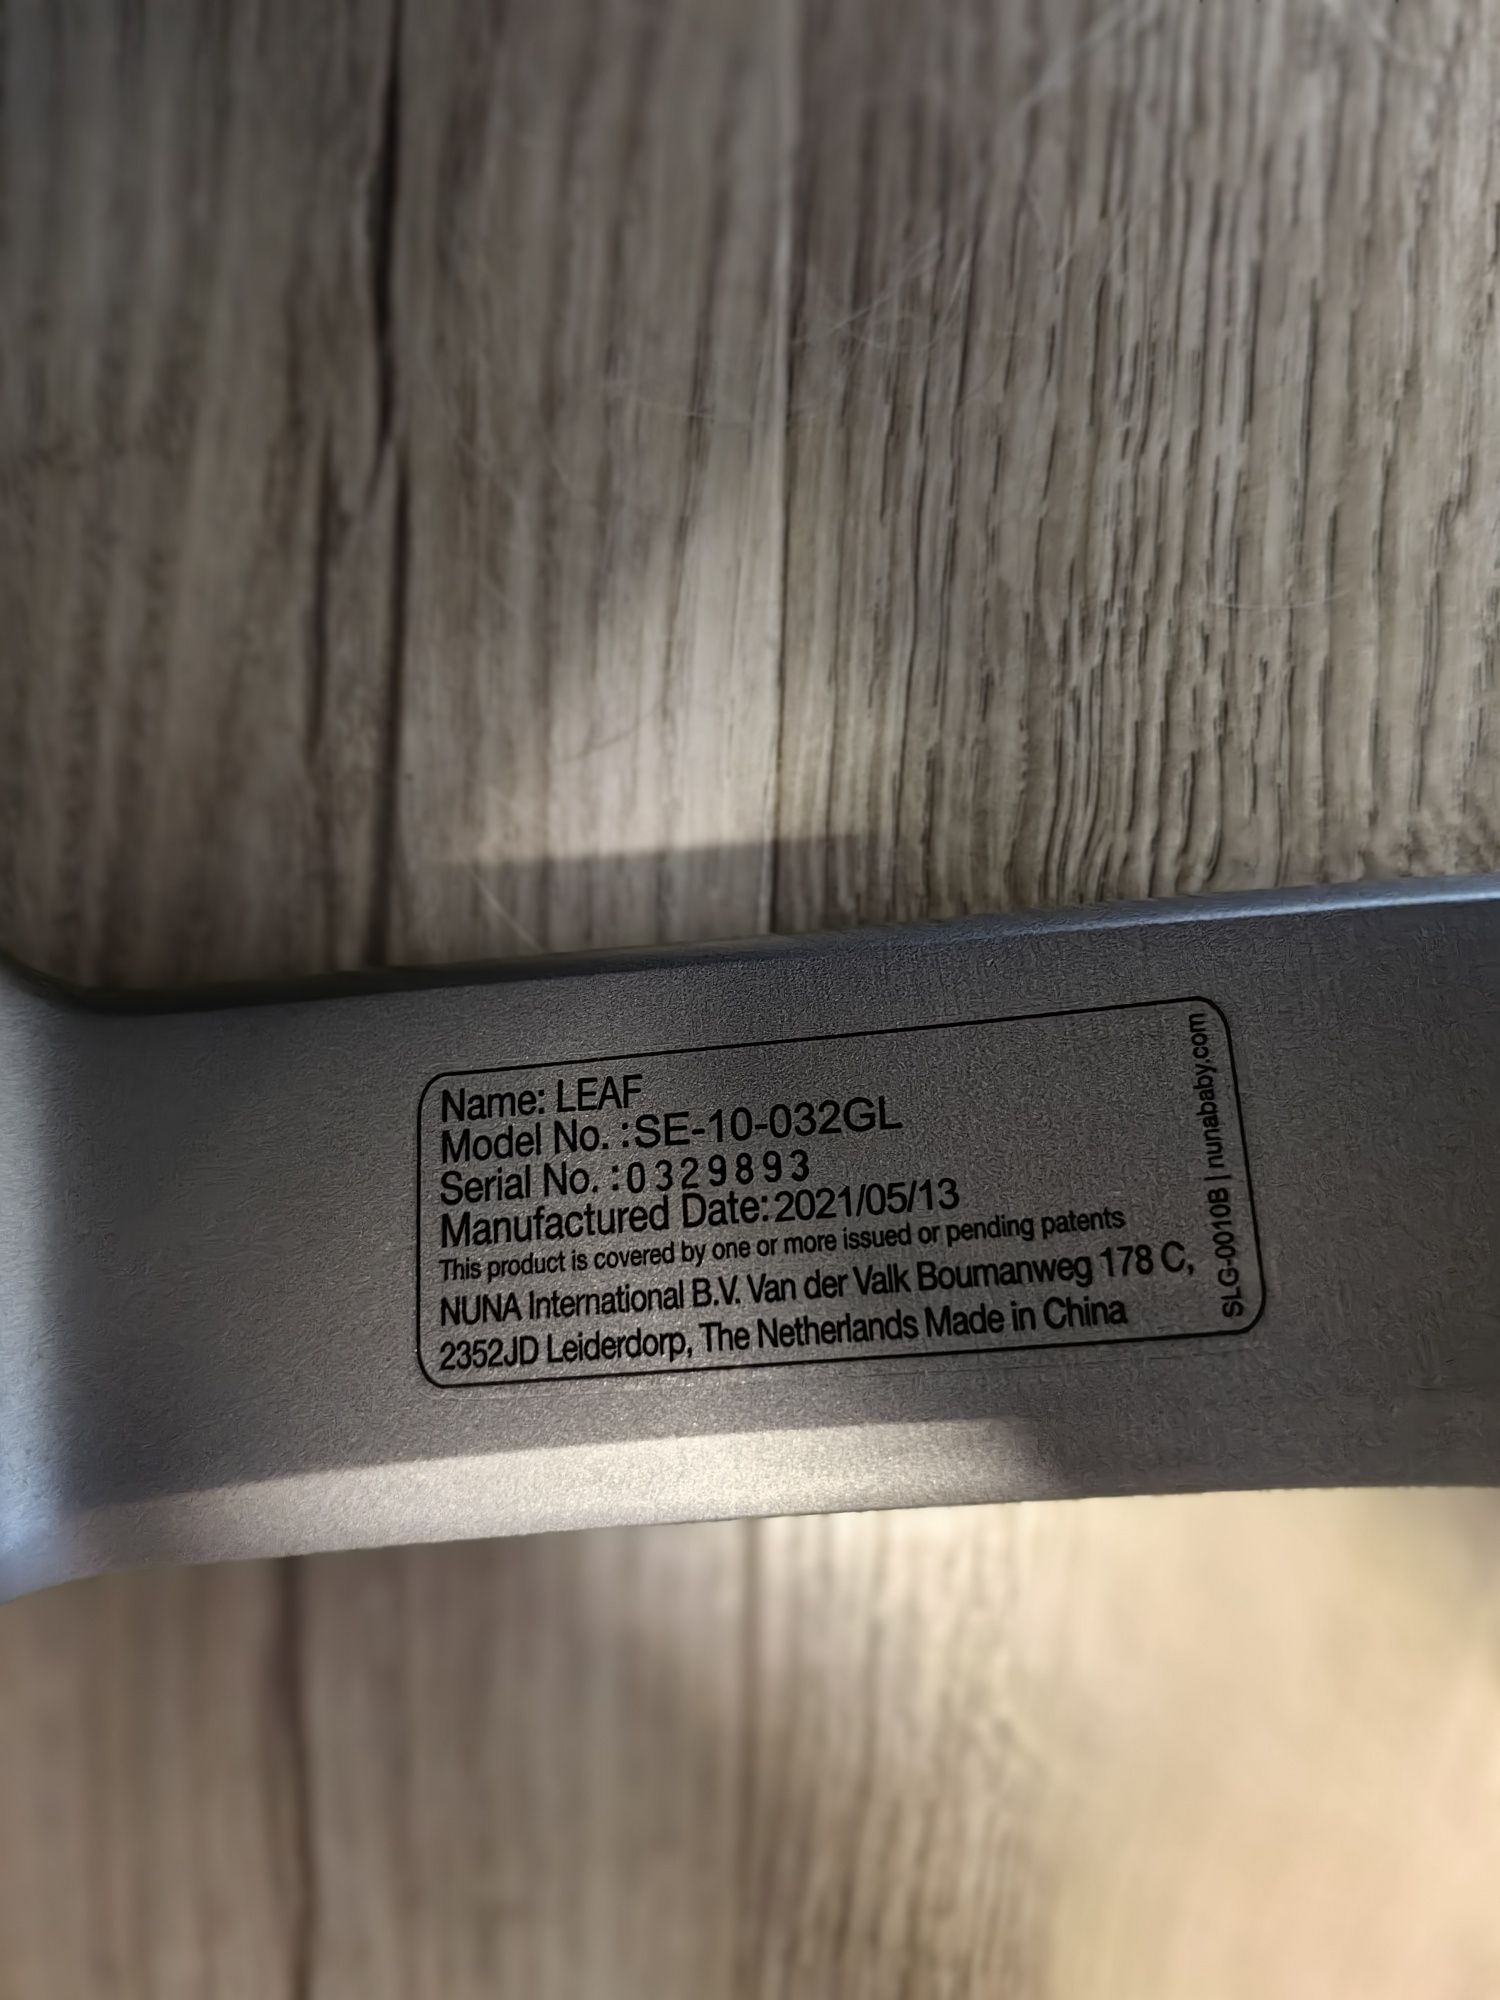 Name: LEAF
Model No. :SE-10-032GL
Serial No. :0329893
Manufactured Date:2021/05/13
This product is covered by one or more issued or pending patents
NUNA International B.V. Van der Valk Boumanweg 178 C,
2352JD Leiderdorp, The Netherlands Made in China
SLG-0010B | nunababy.com